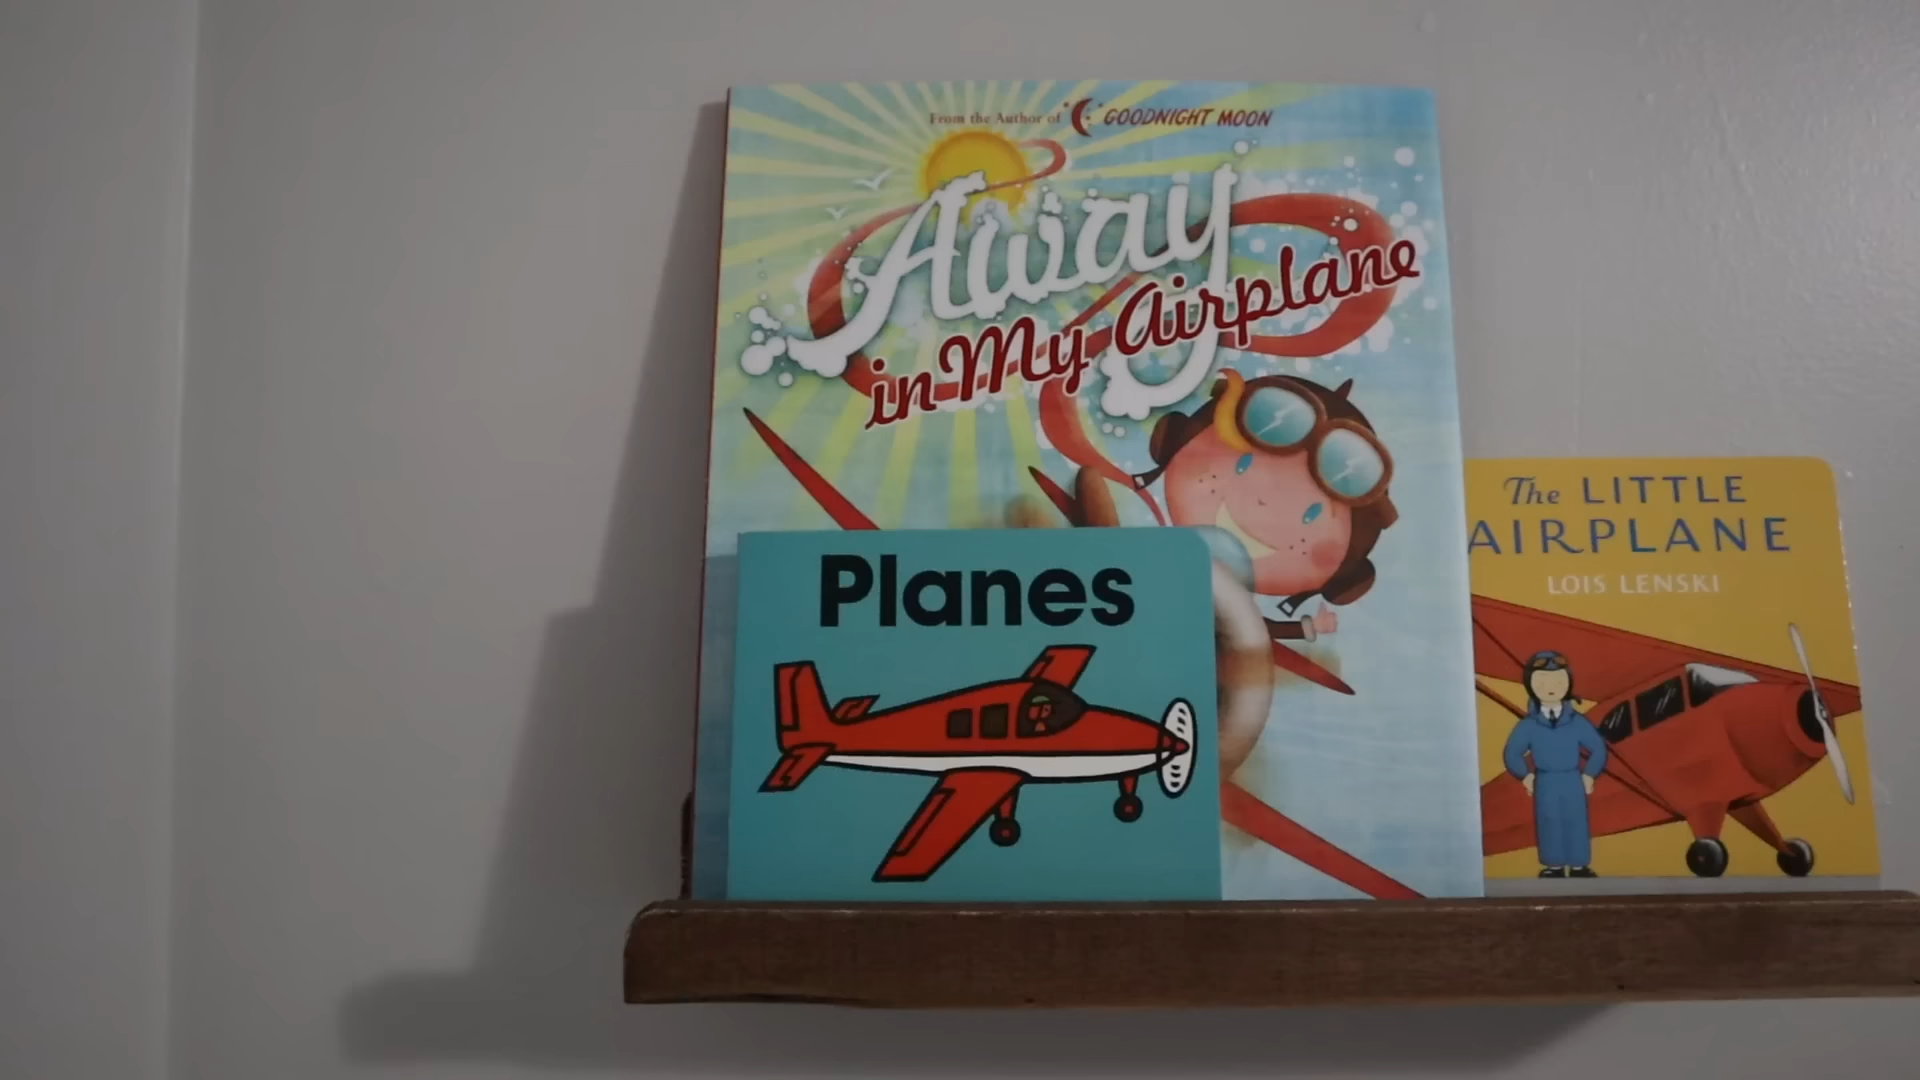 From the Author of GOODNIGHT MOON
Away
in My Airplane
Planes
The LITTLE
AIRPLANE
LOIS LENSKI